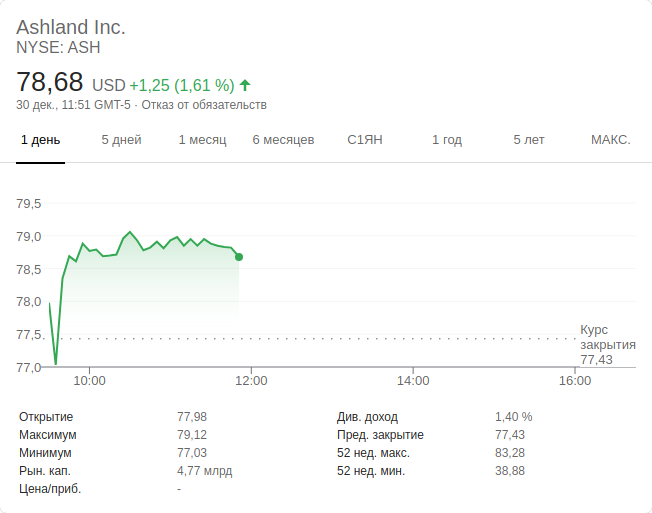 Ashland Inc.
NYSE: ASH
78,68 USD +1,25 (1,61 %)
30 дек., 11:51 GMT-5 · Отказ от обязательств
1 день 5 дней 1 месяц 6 месяцев С1ЯН 1 год 5 лет МАКС.
79,5
79,0
78,5
78,0
77,5
77,0
Курс
закрытия
77,43
10:00 12:00 14:00 16:00
Открытие 77,98 Див. доход 1,40 %
Максимум 79,12 Пред. закрытие 77,43
Минимум 77,03 52 нед. макс. 83,28
Рын. кап. 4,77 млрд 52 нед. мин. 38,88
Цена/приб. -